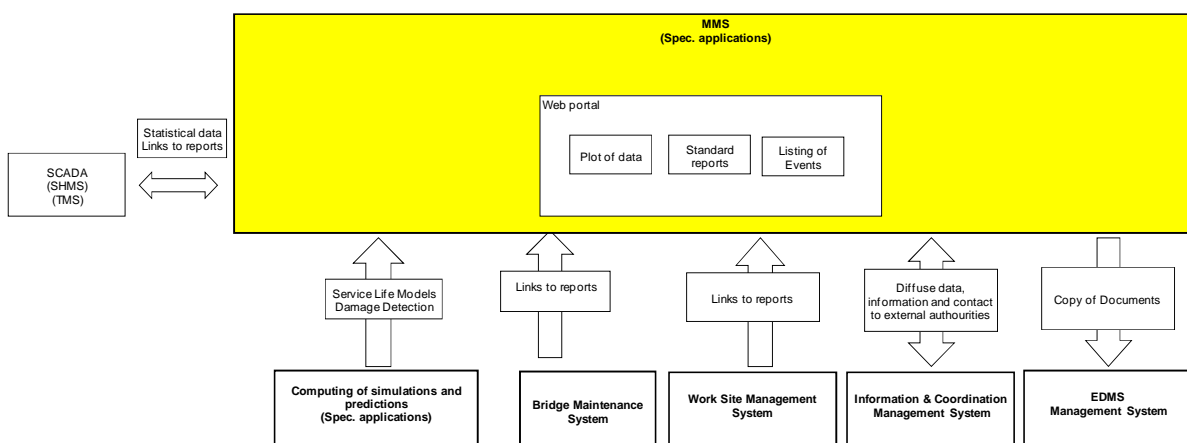 MMS
(Spec. applications)
Web portal
Plot of data
Standard
reports
Listing of
Events
Statistical data
Links to reports
SCADA
(SHMS)
(TMS)
Service Life Models
Damage Detection
Links to reports
Links to reports
Diffuse data,
information and contact
to external authourities
Copy of Documents
Computing of simulations and
predictions
(Spec. applications)
Bridge Maintenance
System
Work Site Management
System
Information & Coordination
Management System
EDMS
Management System